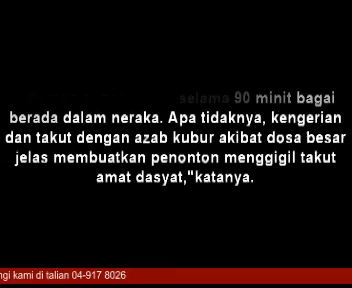 selama 90 minit bagai
berada dalam neraka. Apa tidaknya, kengerian
dan takut dengan azab kubur akibat dosa besar
jelas membuatkan penonton menggigil takut
amat dasyat,"katanya.
ngi kami di talian 04-917 8026